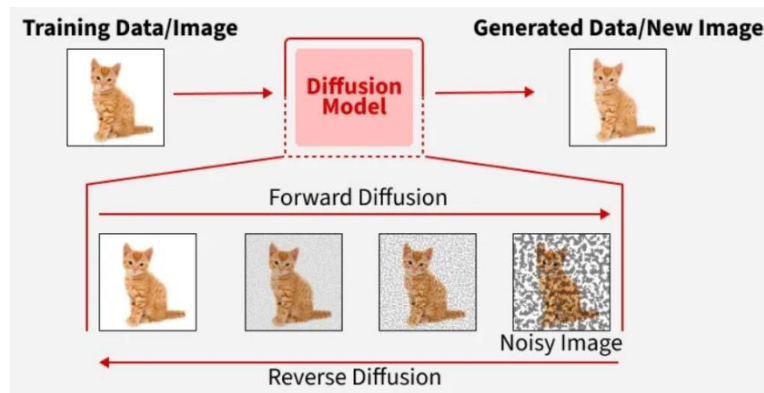 Training Data/Image
Generated Data/New Image
Diffusion
Model
Forward Diffusion
Noisy Image
Reverse Diffusion